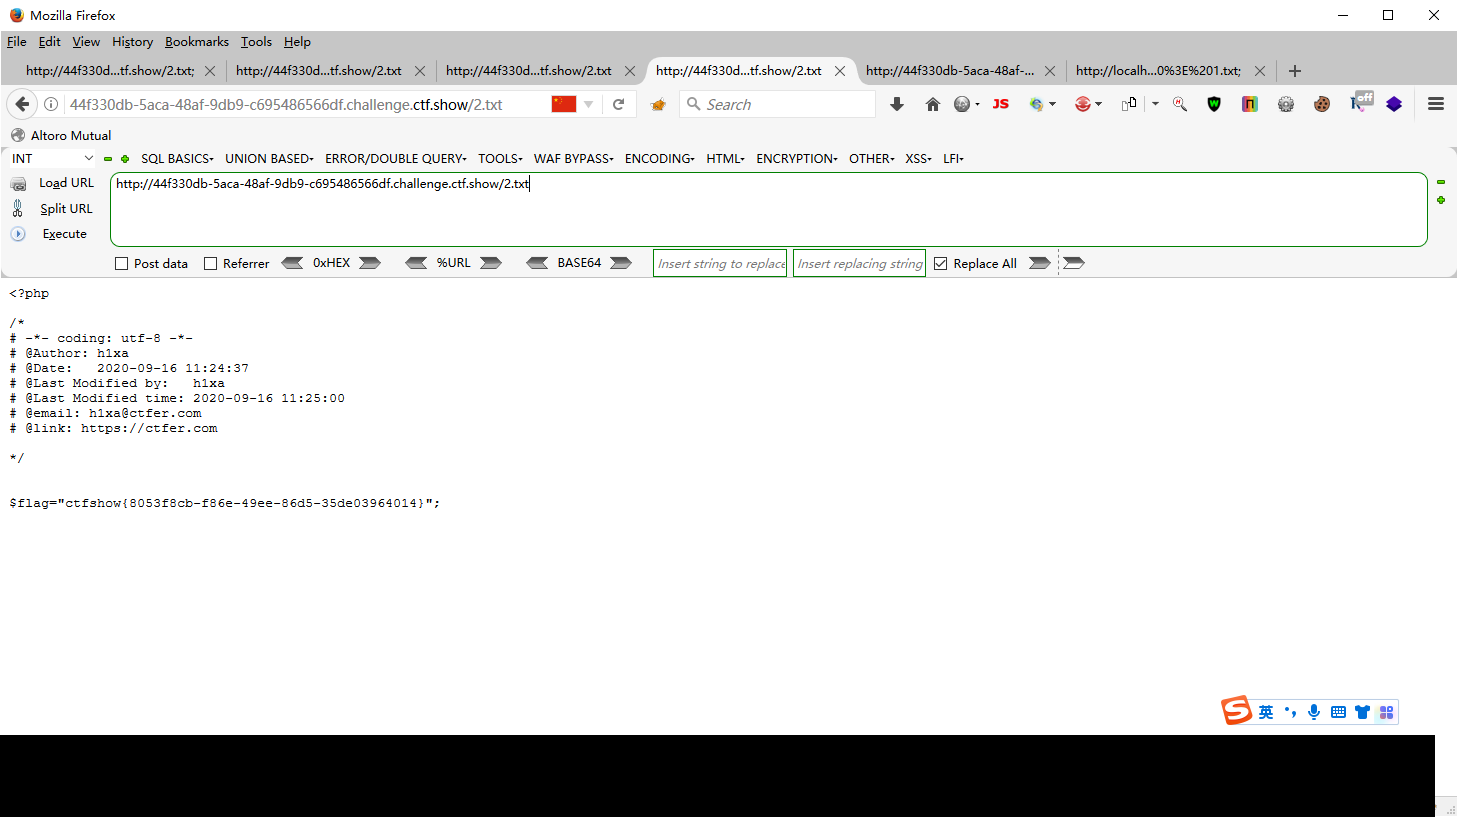 Mozilla Firefox
File Edit View History Bookmarks Tools Help
http://44f330d...tf.show/2.txt; http://44f330d...tf.show/2.txt http://44f330d...tf.show/2.txt http://44f330d...tf.show/2.txt http://44f330db-5aca-48af-... http://localh...0%3E%201.txt;
44f330db-5aca-48af-9db9-c695486566df.challenge.ctf.show/2.txt Search JS off
Altoro Mutual
INT SQL BASICS UNION BASED ERROR/DOUBLE QUERY TOOLS WAF BYPASS ENCODING HTML ENCRYPTION OTHER XSS LFI
Load URL http://44f330db-5aca-48af-9db9-c695486566df.challenge.ctf.show/2.txt
Split URL
Execute
Post data Referrer 0xHEX %URL BASE64 Insert string to replace Insert replacing string Replace All
<?php
/*
# -*- coding: utf-8 -*-
# @Author: h1xa
# @Date:   2020-09-16 11:24:37
# @Last Modified by:   h1xa
# @Last Modified time: 2020-09-16 11:25:00
# @email: h1xa@ctfer.com
# @link: https://ctfer.com
*/
$flag="ctfshow{8053f8cb-f86e-49ee-86d5-35de03964014}";
英